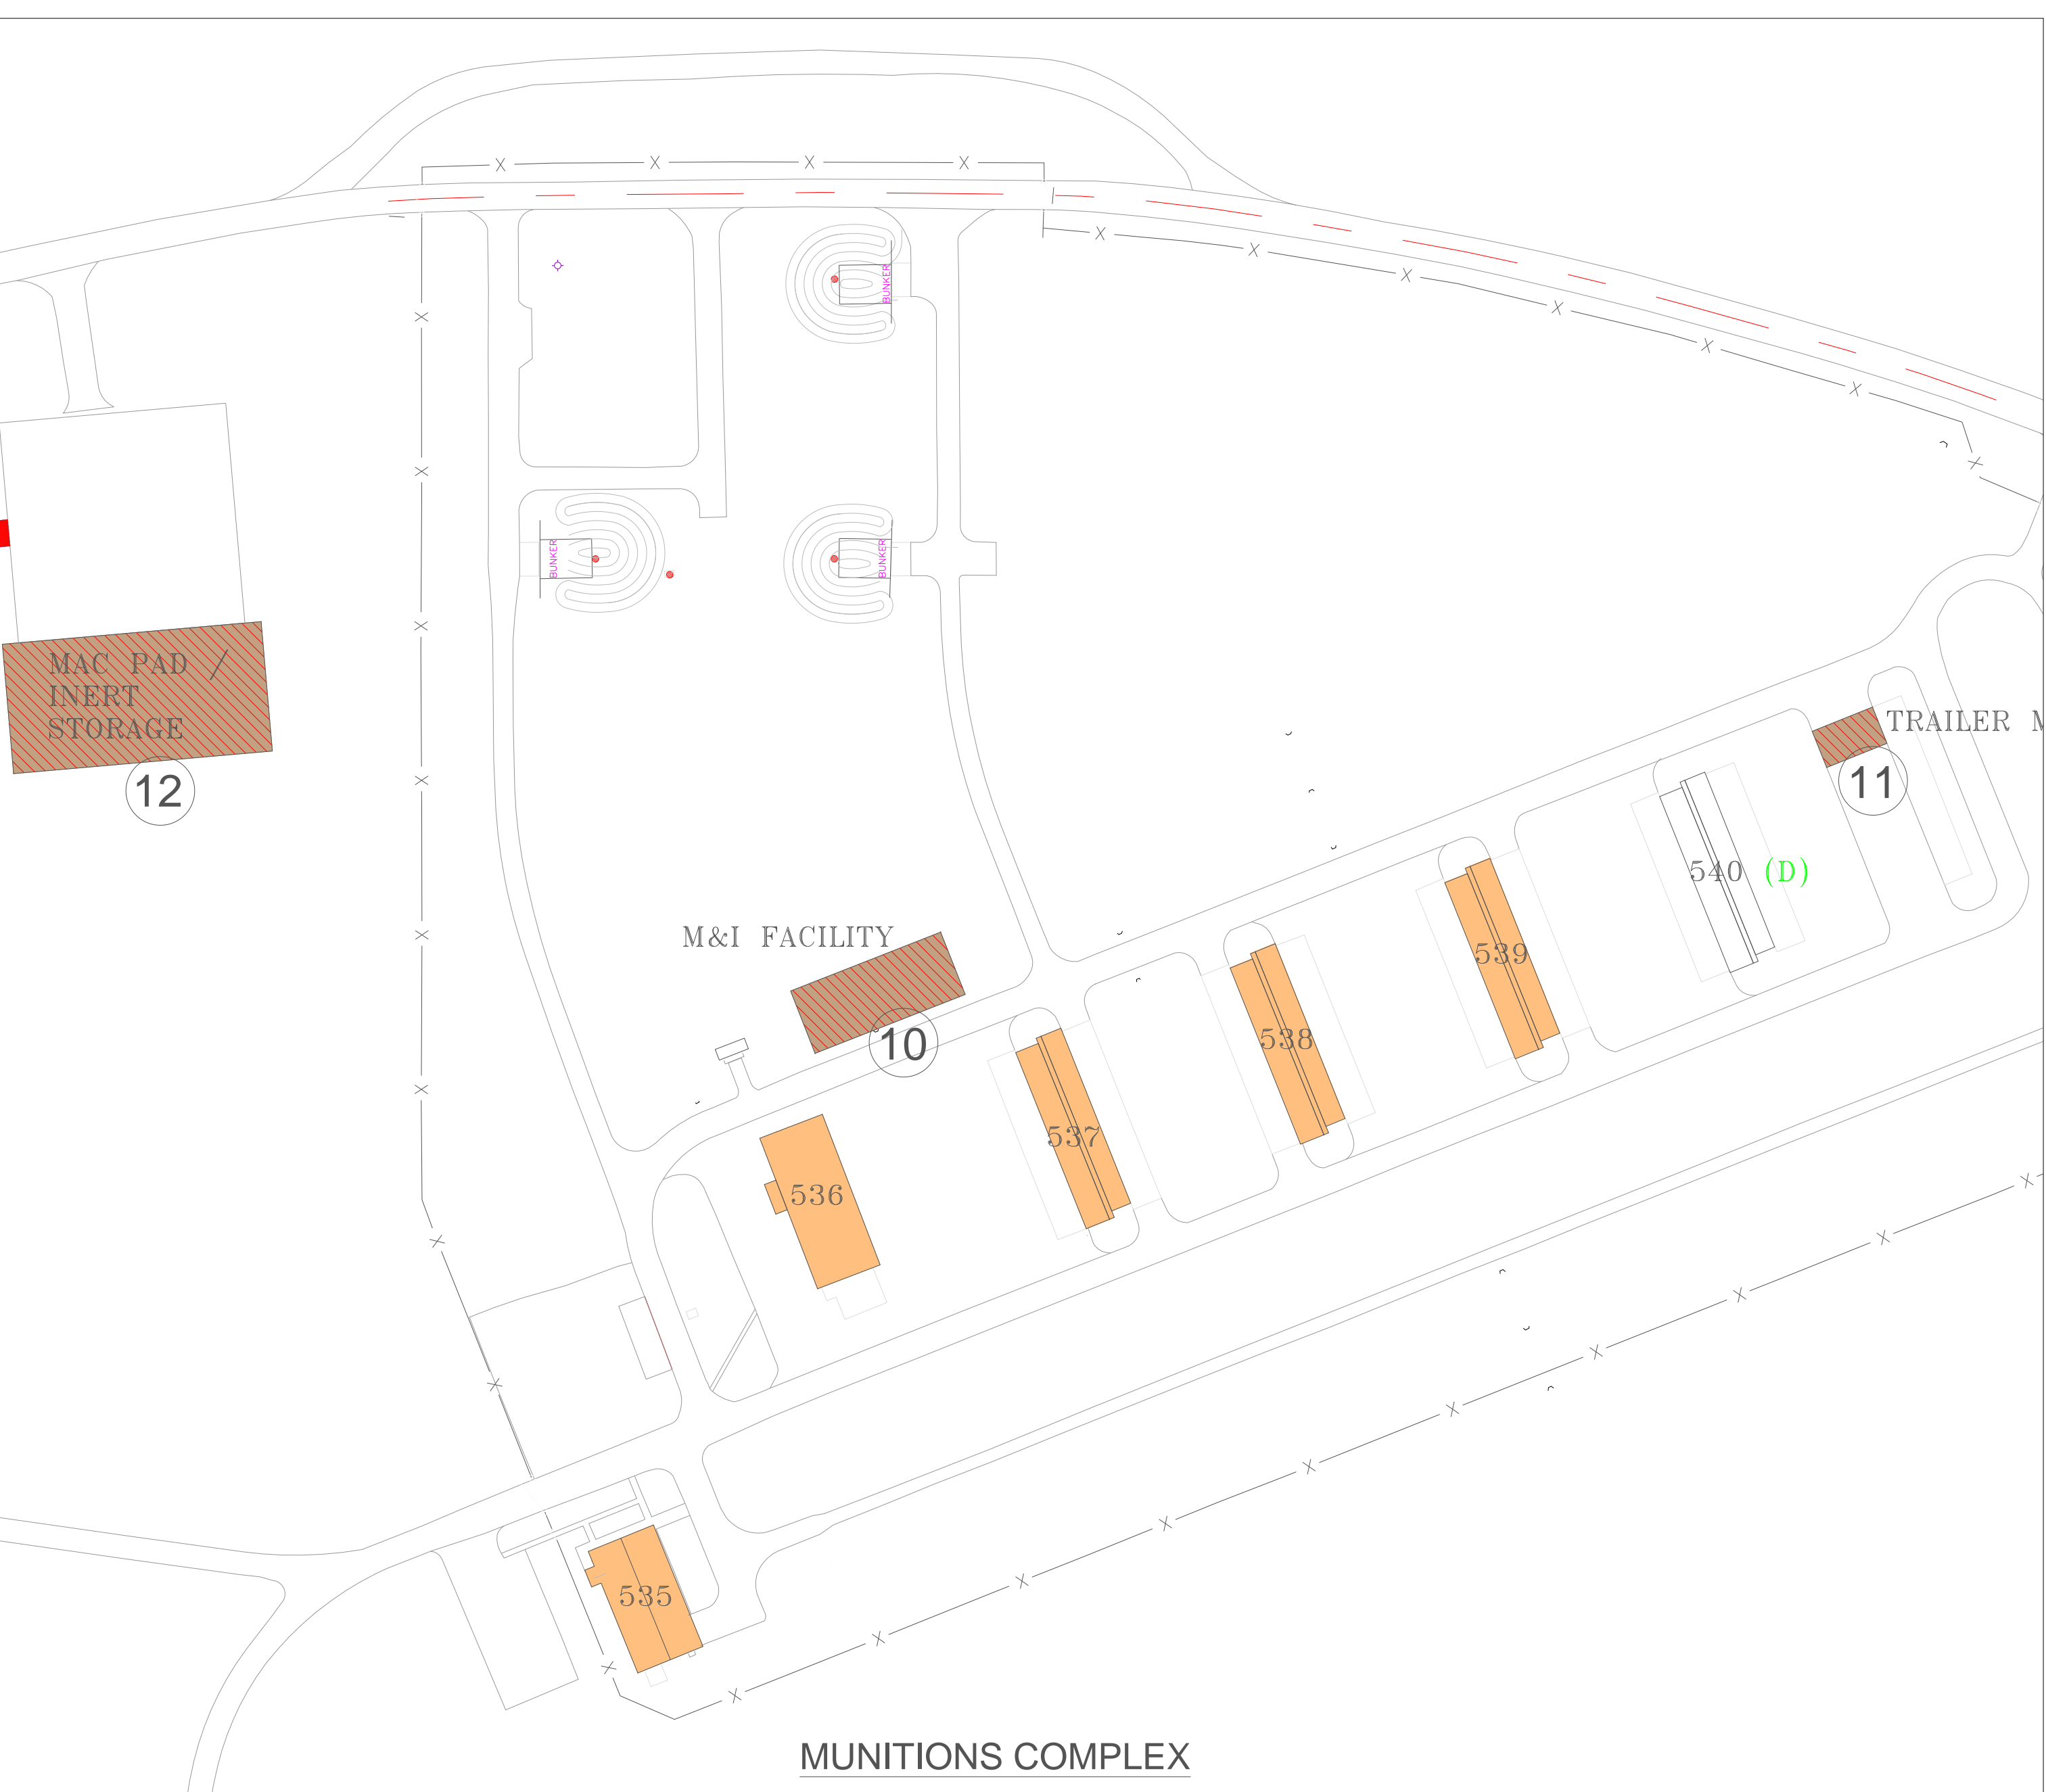 BUNKER
BUNKER
BUNKER
MAC PAD /
INERT
STORAGE
12
TRAILER M
11
540 (D)
M&I FACILITY
10
539
538
537
536
535
MUNITIONS COMPLEX